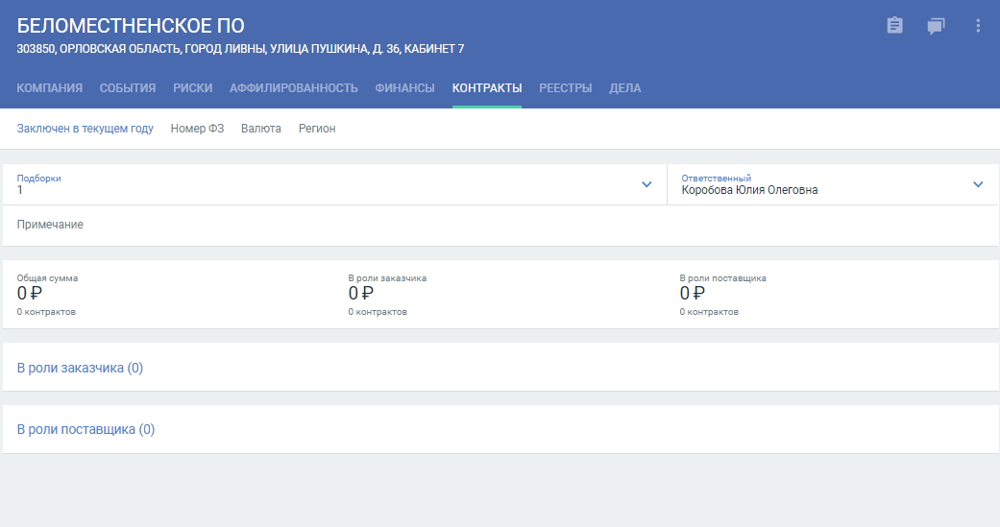 БЕЛОМЕСТНЕНСКОЕ ПО
303850, ОРЛОВСКАЯ ОБЛАСТЬ, ГОРОД ЛИВНЫ, УЛИЦА ПУШКИНА, Д. 36, КАБИНЕТ 7
КОМПАНИЯ СОБЫТИЯ РИСКИ АФФИЛИРОВАННОСТЬ ФИНАНСЫ КОНТРАКТЫ РЕЕСТРЫ ДЕЛА
Заключен в текущем году Номер ФЗ Валюта Регион
Подборки Ответственный
1 Коробова Юлия Олеговна
Примечание
Общая сумма В роли заказчика В роли поставщика
0 ₽ 0 ₽ 0 ₽
0 контрактов 0 контрактов 0 контрактов
В роли заказчика (0)
В роли поставщика (0)